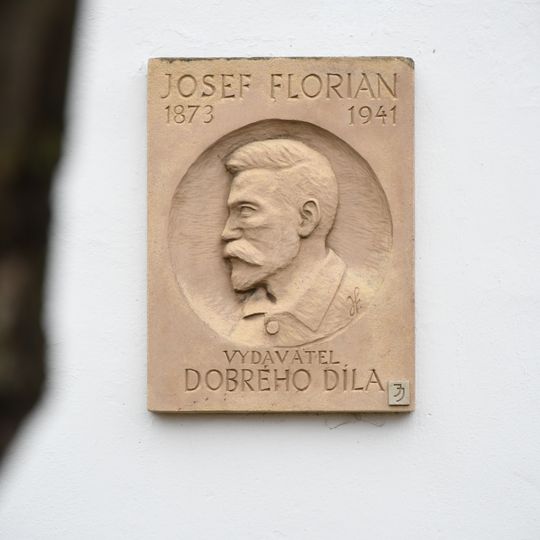 JOSEF FLORIAN
1873 1941
VYDAVATEL
DOBRÉHO DÍLA